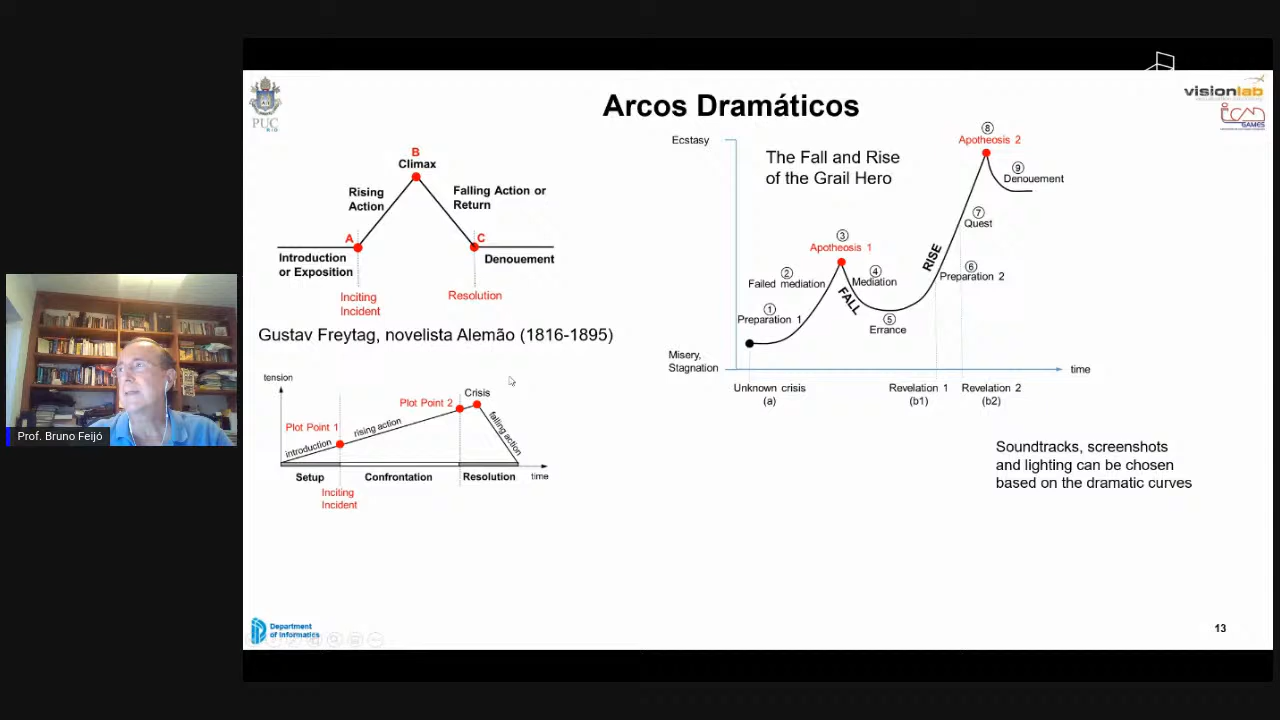 Arcos Dramáticos
PUC
RIO
visionlab
GAMES
B
Climax
Rising
Action
Falling Action or
Return
A
C
Introduction
or Exposition
Denouement
Inciting
Incident
Resolution
Gustav Freytag, novelista Alemão (1816-1895)
tension
Crisis
Plot Point 2
Plot Point 1
introduction
rising action
falling action
Setup
Confrontation
Resolution
time
Inciting
Incident
Ecstasy
The Fall and Rise
of the Grail Hero
8
Apotheosis 2
9
Denouement
7
Quest
3
Apotheosis 1
RISE
2
Failed mediation
4
Mediation
6
Preparation 2
FALL
1
Preparation 1
5
Errance
Misery,
Stagnation
time
Unknown crisis
(a)
Revelation 1
(b1)
Revelation 2
(b2)
Soundtracks, screenshots
and lighting can be chosen
based on the dramatic curves
Prof. Bruno Feijó
Department
of Informatics
13